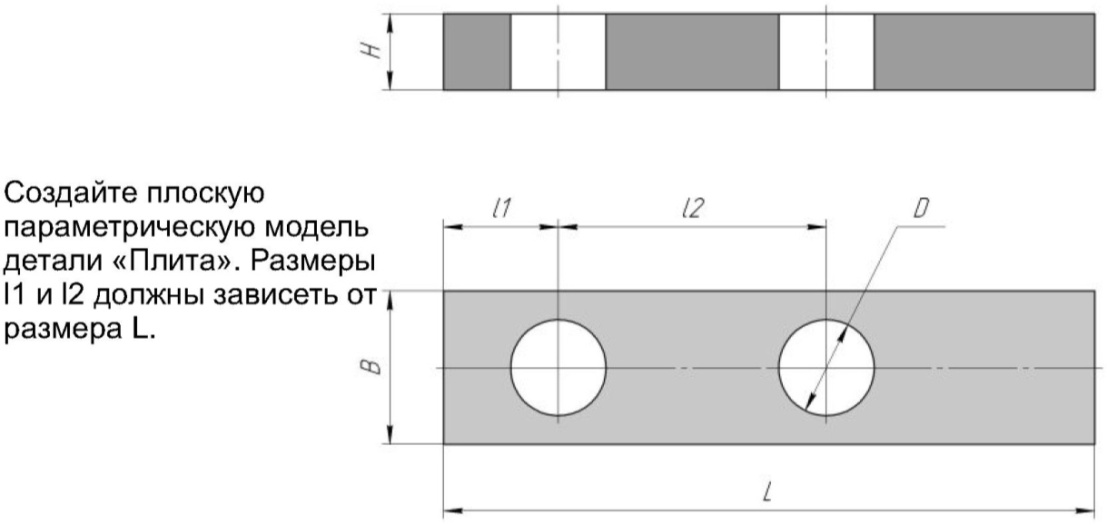 H
Создайте плоскую
параметрическую модель
детали «Плита». Размеры
l1 и l2 должны зависеть от
размера L.
l1 l2 D
B
L